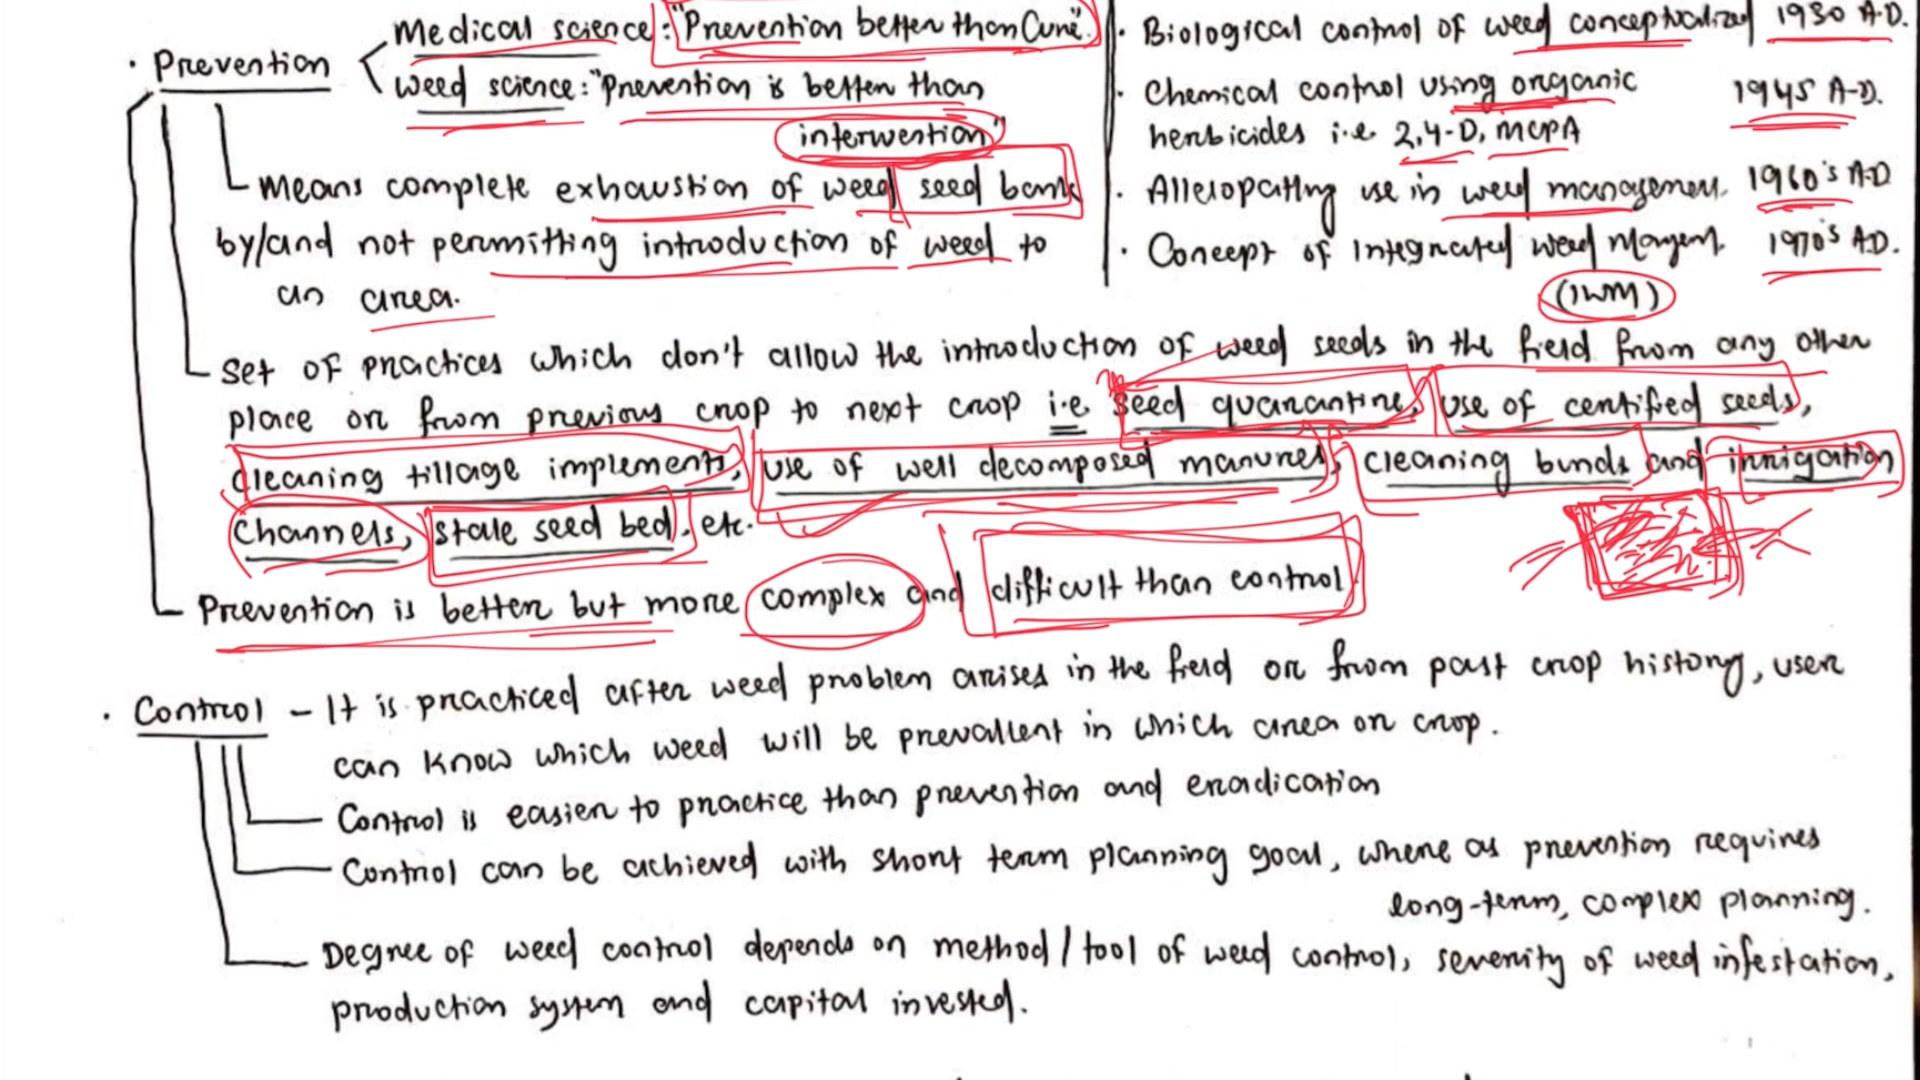 Medical science : "Prevention better than Cure".
· Prevention
Weed science : "Prevention is better than
intervention"
Means complete exhaustion of weed seed bank
by/and not permitting introduction of weed to
an area.
Set of practices which don't allow the introduction of weed seeds in the field from any other
place or from previous crop to next crop i.e seed quarantine, use of certified seeds,
cleaning tillage implements, use of well decomposed manures, cleaning bunds and irrigation
channels, stale seed bed, etc.
Prevention is better but more complex and difficult than control
· Biological control of weed conceptualized 1930 A.D.
· Chemical control using organic 1945 A.D.
herbicides i.e 2,4-D, MCPA
· Allelopathy use in weed management 1960's A.D
· Concept of Integrated Weed 1970's A.D.
(IWM)
· Control – It is practiced after weed problem arises in the field or from past crop history, user
can know which weed will be prevallent in which area or crop.
Control is easier to practice than prevention and eradication
Control can be achieved with short term planning goal, where as prevention requires
long-term, complex planning.
Degree of weed control depends on method / tool of weed control, severity of weed infestation,
production system and capital invested.